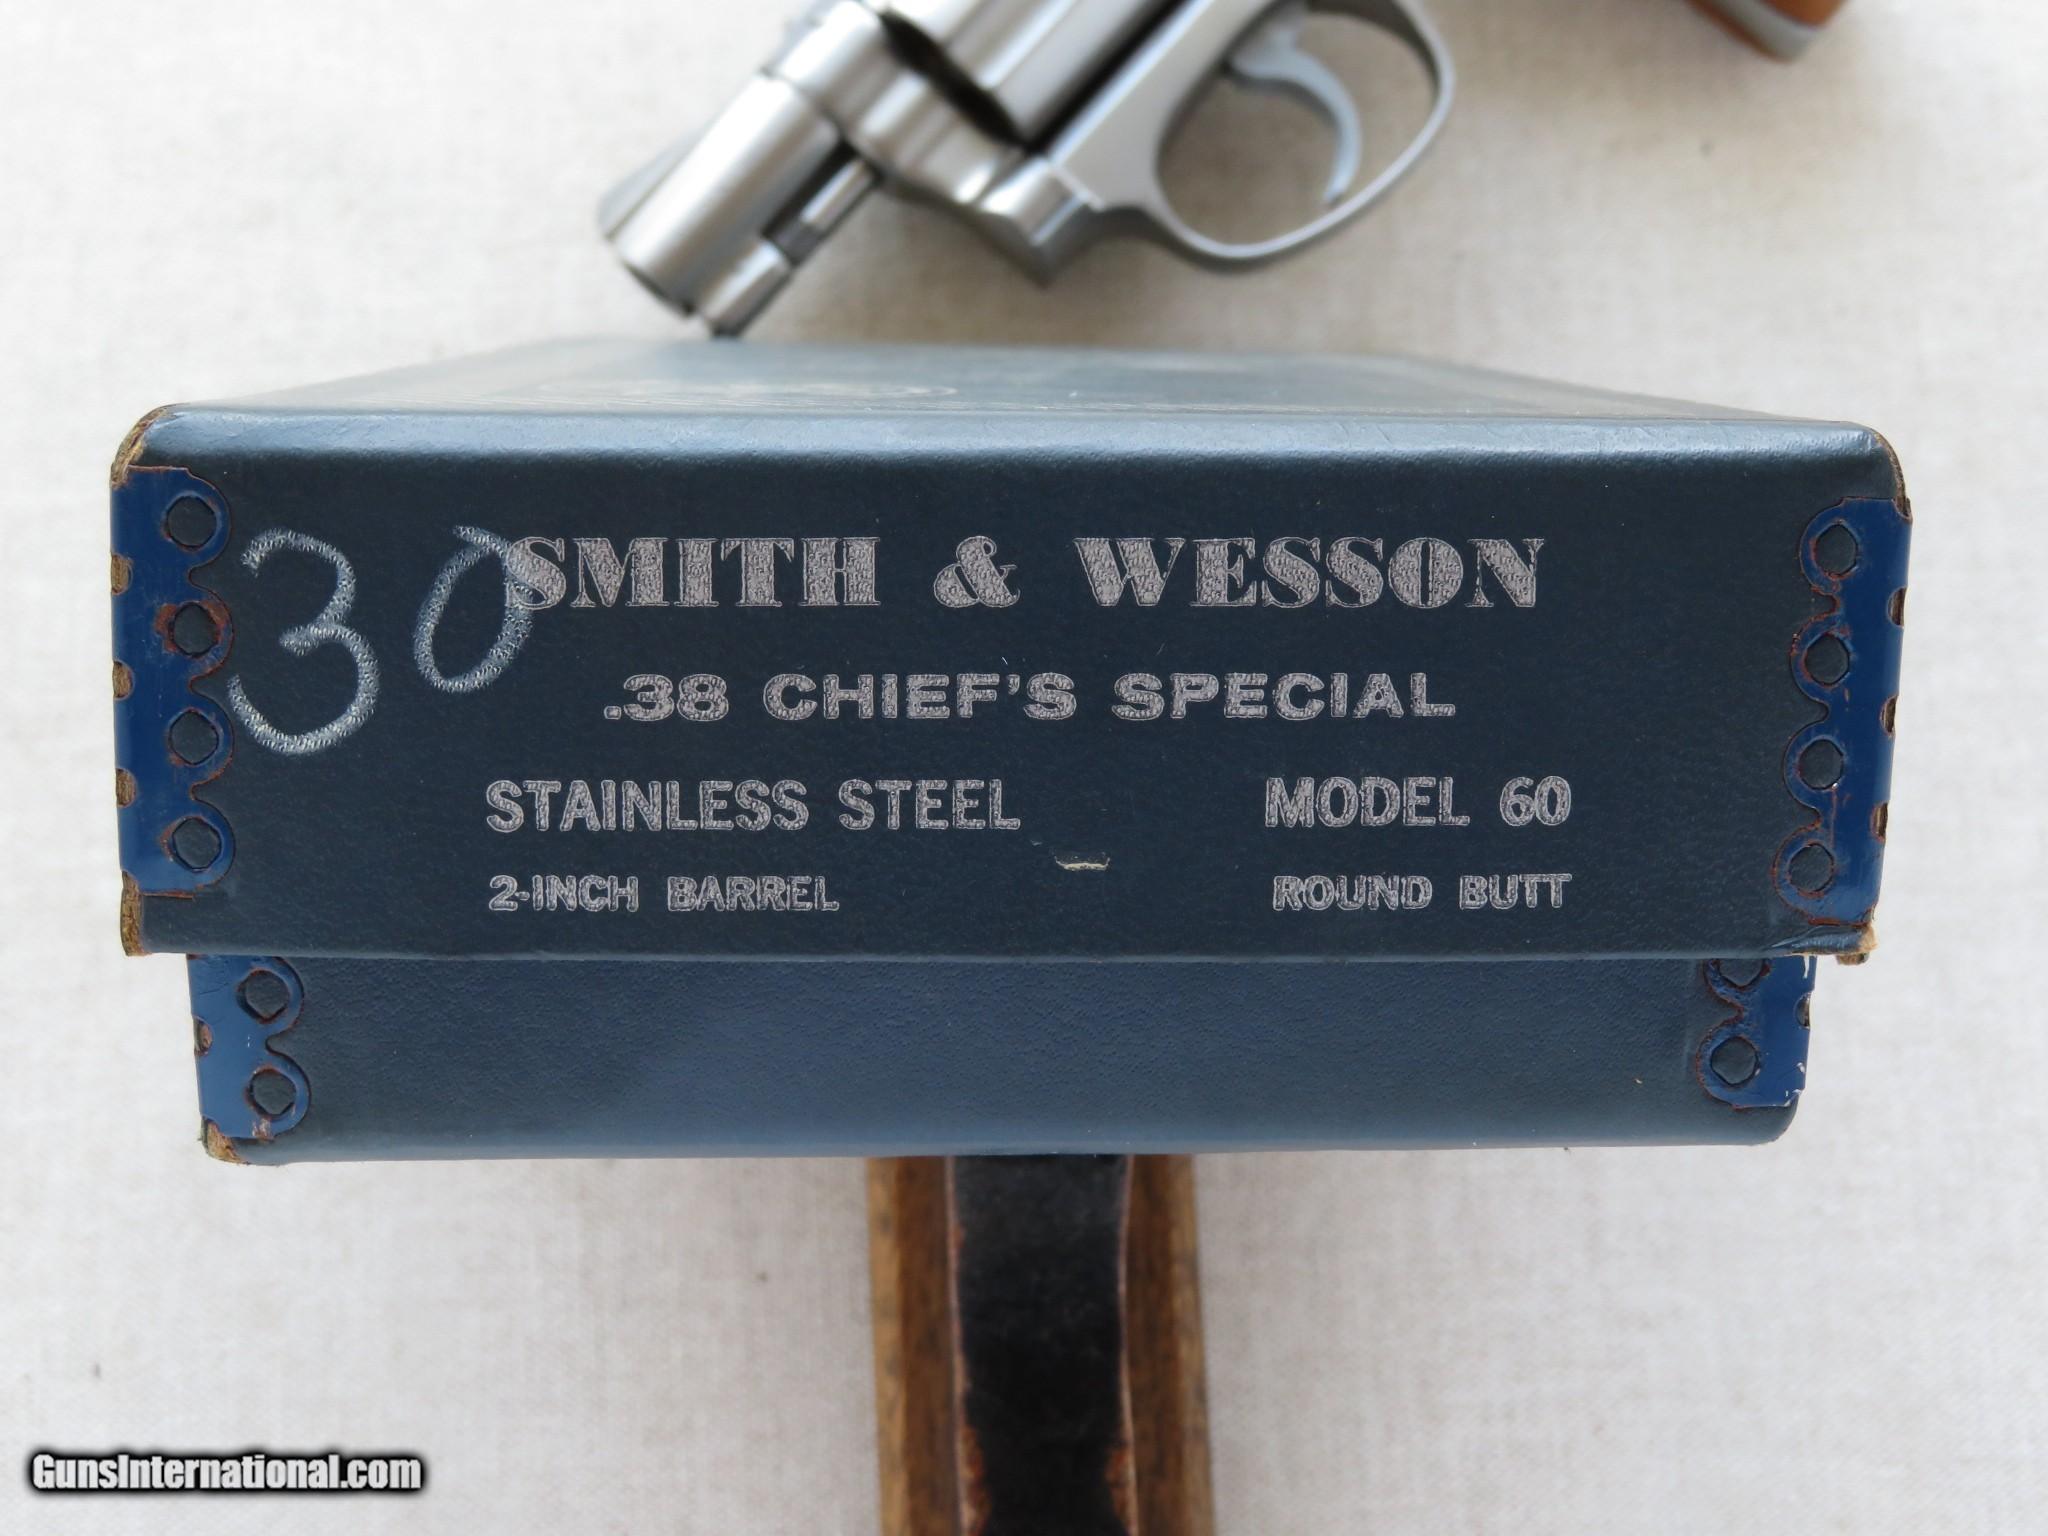 30
SMITH & WESSON
.38 CHIEF'S SPECIAL
STAINLESS STEEL MODEL 60
2-INCH BARREL ROUND BUTT
GunsInternational.com